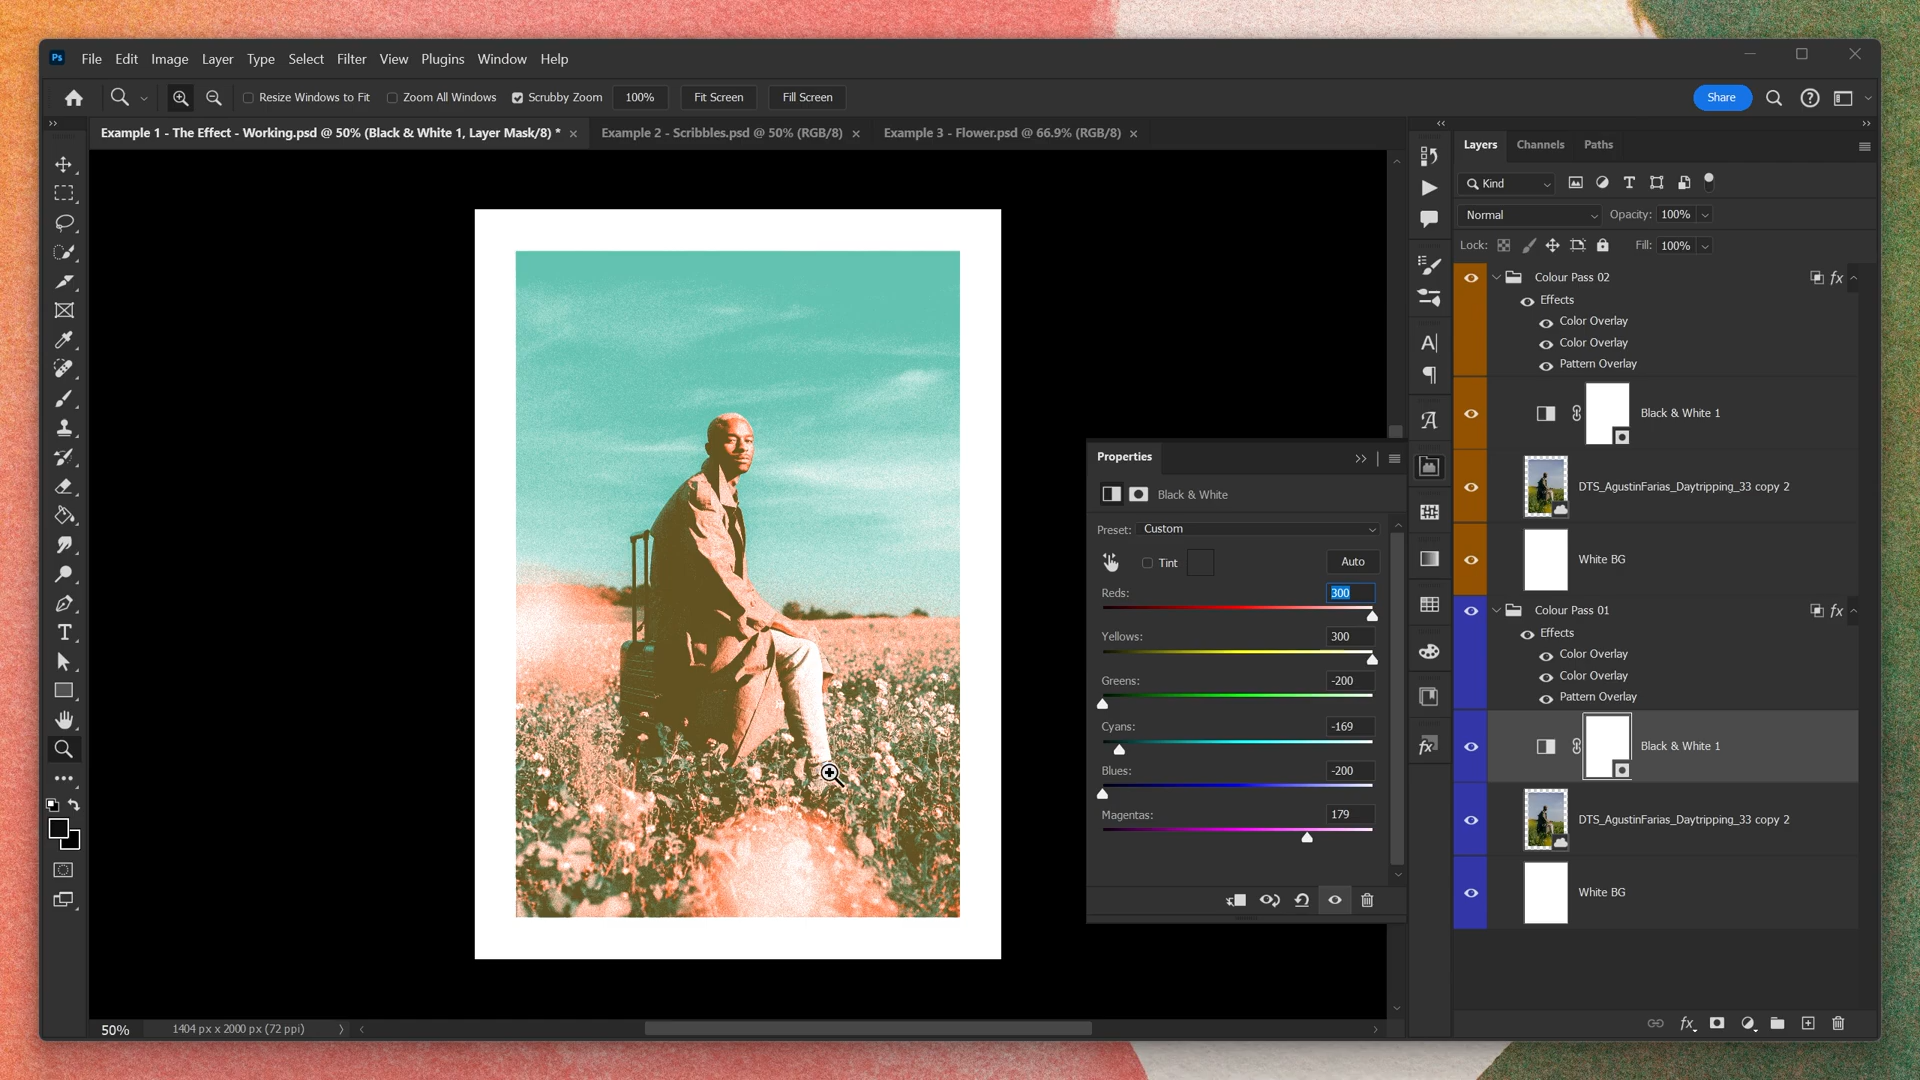 Ps File Edit Image Layer Type Select Filter View Plugins Window Help
Resize Windows to Fit Zoom All Windows Scrubby Zoom 100% Fit Screen Fill Screen Share
Example 1 - The Effect - Working.psd @ 50% (Black & White 1, Layer Mask/8) * × Example 2 - Scribbles.psd @ 50% (RGB/8) × Example 3 - Flower.psd @ 66.9% (RGB/8) ×
Layers Channels Paths
Kind
Normal Opacity: 100%
Lock: Fill: 100%
Colour Pass 02 fx
Effects
Color Overlay
Color Overlay
Pattern Overlay
Black & White 1
DTS_AgustinFarias_Daytripping_33 copy 2
White BG
Colour Pass 01 fx
Effects
Color Overlay
Color Overlay
Pattern Overlay
Black & White 1
DTS_AgustinFarias_Daytripping_33 copy 2
White BG
Properties
Black & White
Preset: Custom
Tint Auto
Reds: 300
Yellows: 300
Greens: -200
Cyans: -169
Blues: -200
Magentas: 179
50% 1404 px x 2000 px (72 ppi)